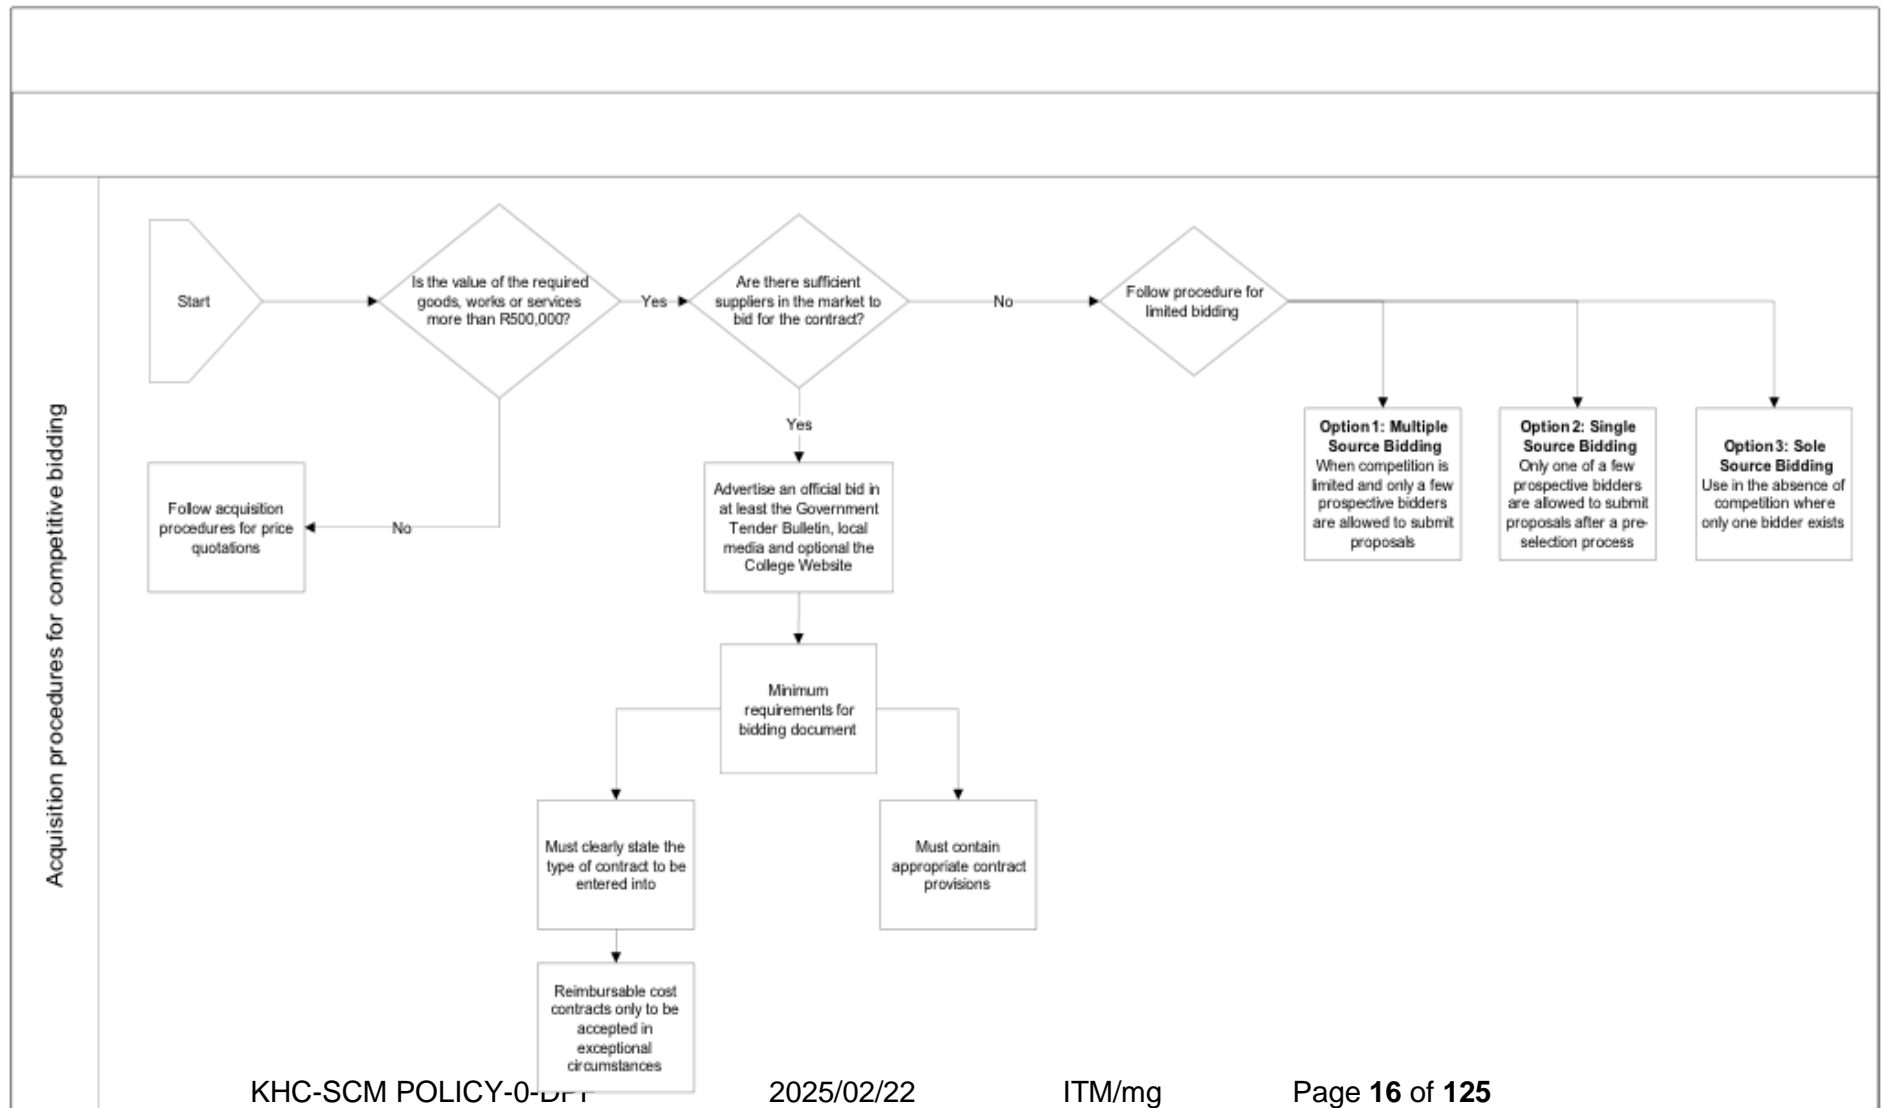 Acquisition procedures for competitive bidding
Start
Is the value of the required
goods, works or services
more than R500,000?
Yes
Are there sufficient
suppliers in the market to
bid for the contract?
No
Follow procedure for
limited bidding
No
Follow acquisition
procedures for price
quotations
Yes
Advertise an official bid in
at least the Government
Tender Bulletin, local
media and optional the
College Website
Option 1: Multiple
Source Bidding
When competition is
limited and only a few
prospective bidders
are allowed to submit
proposals
Option 2: Single
Source Bidding
Only one of a few
prospective bidders
are allowed to submit
proposals after a pre-
selection process
Option 3: Sole
Source Bidding
Use in the absence of
competition where
only one bidder exists
Minimum
requirements for
bidding document
Must clearly state the
type of contract to be
entered into
Must contain
appropriate contract
provisions
Reimbursable cost
contracts only to be
accepted in
exceptional
circumstances
KHC-SCM POLICY-0- 2025/02/22 ITM/mg Page 16 of 125